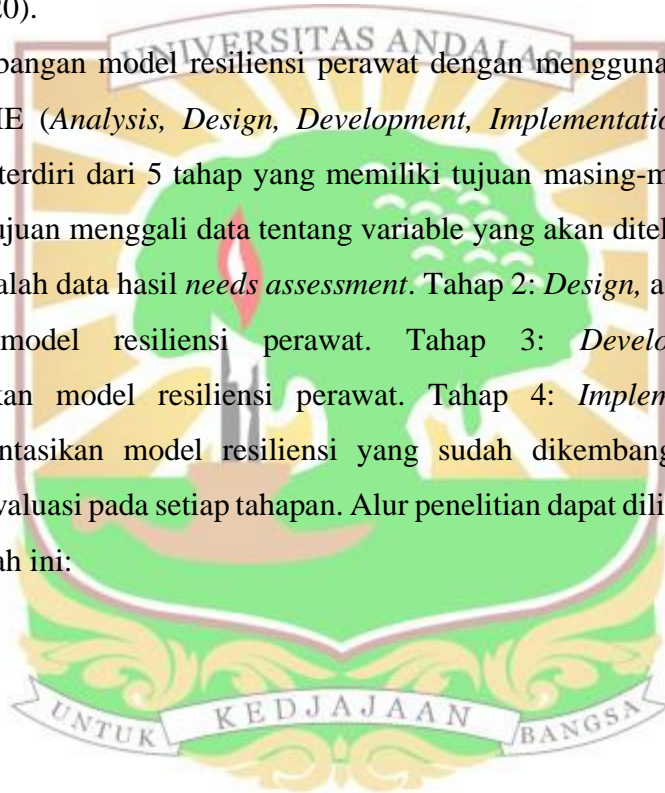 20).
UNIVERSITAS ANDALAS
bangan model resiliensi perawat dengan mengguna
IE (Analysis, Design, Development, Implementatio
terdiri dari 5 tahap yang memiliki tujuan masing-m
ujuan menggali data tentang variable yang akan ditel
alah data hasil needs assessment. Tahap 2: Design, a
model resiliensi perawat. Tahap 3: Develo
kan model resiliensi perawat. Tahap 4: Implem
ntasikan model resiliensi yang sudah dikembang
valuasi pada setiap tahapan. Alur penelitian dapat dili
ah ini:
UNTUK KEDJAJAAN BANGSA